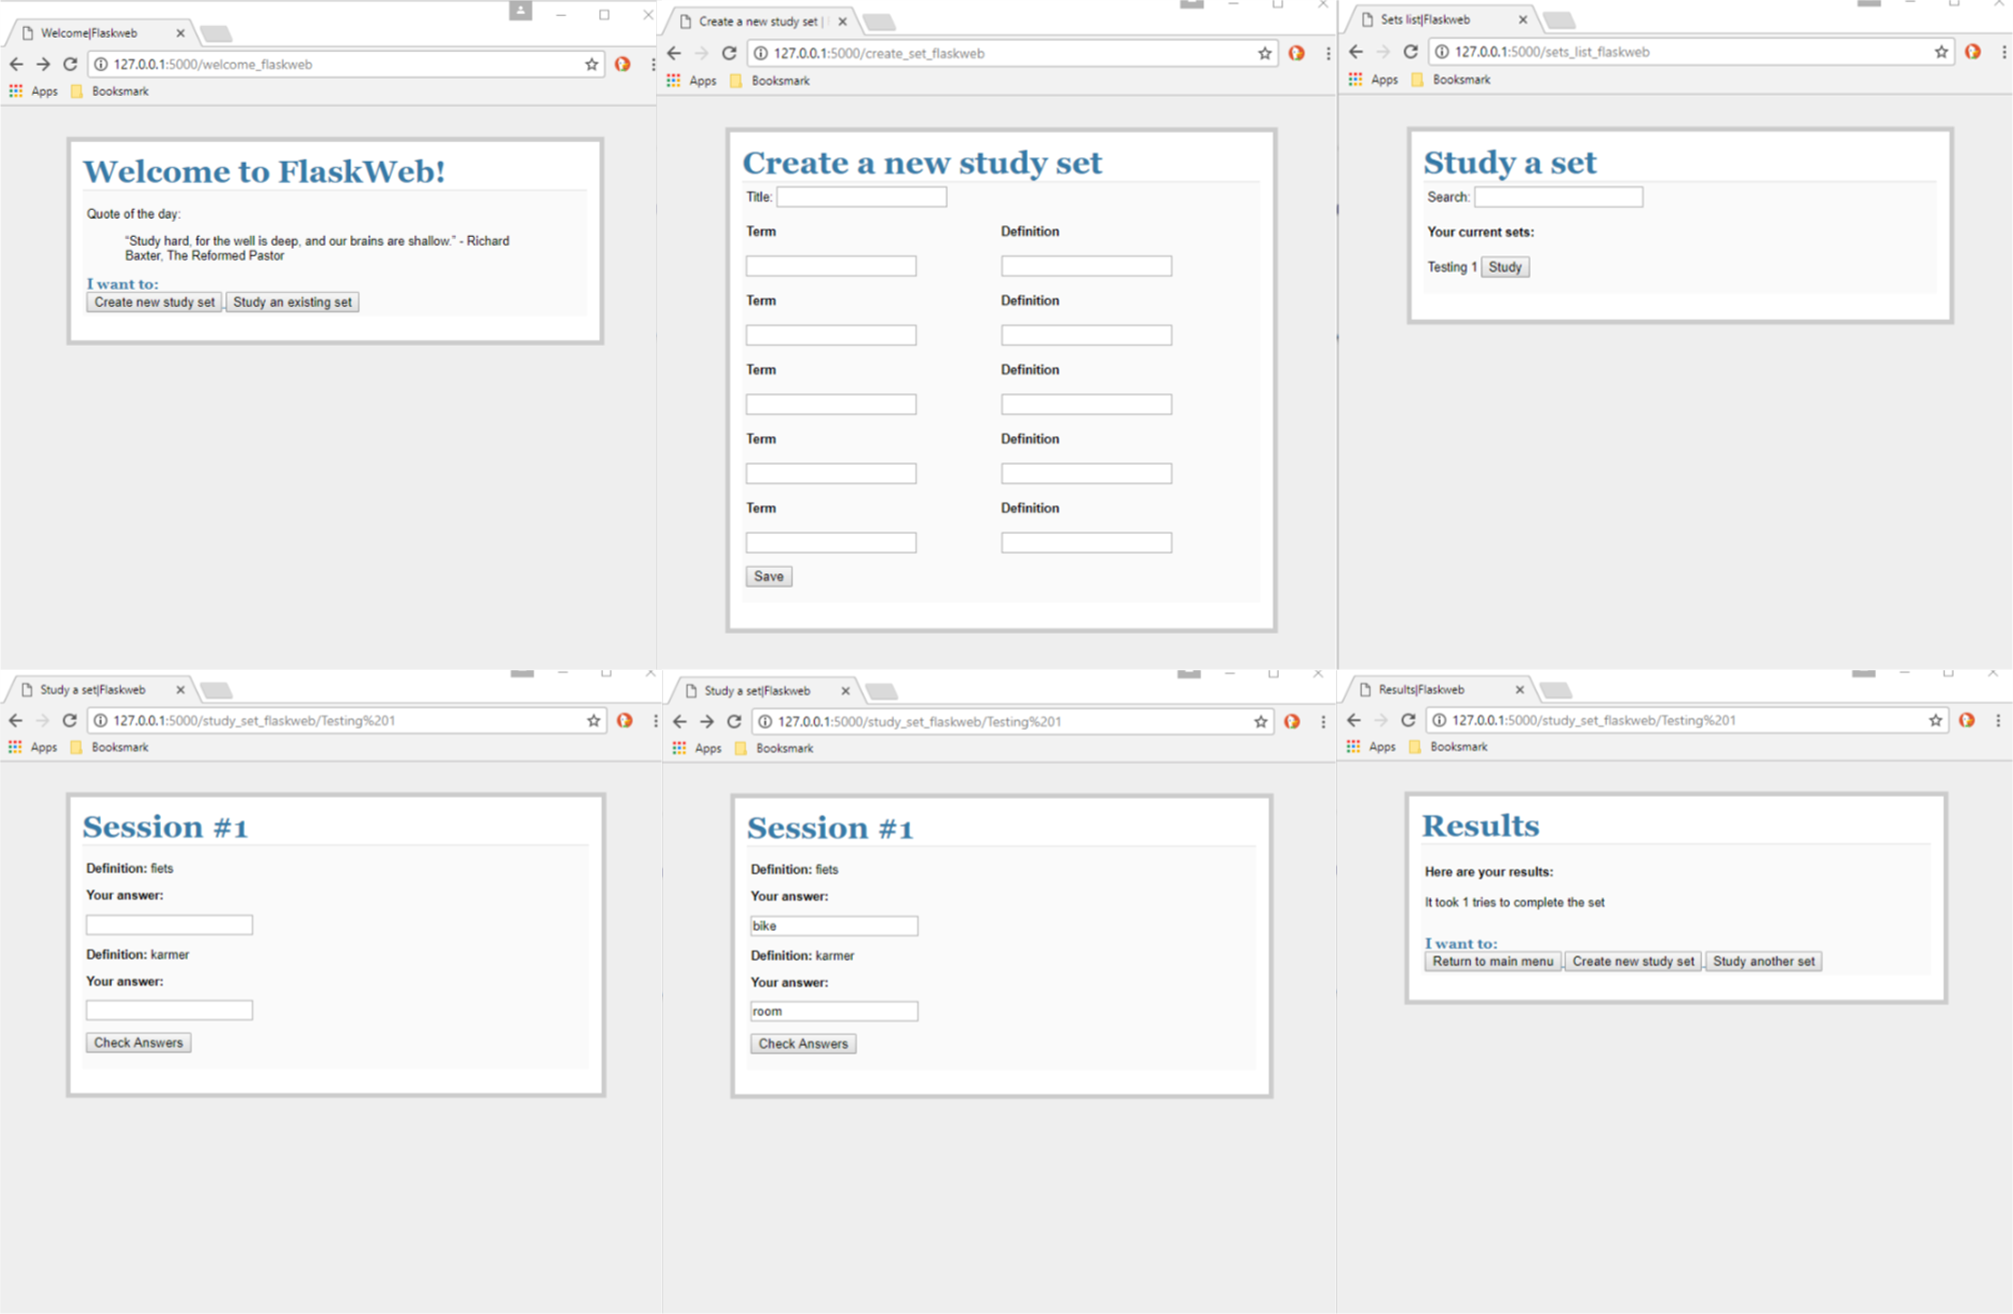 Welcome|Flaskweb
127.0.0.1:5000/welcome_flaskweb
Apps Booksmark
Welcome to FlaskWeb!
Quote of the day:
“Study hard, for the well is deep, and our brains are shallow.” - Richard
Baxter, The Reformed Pastor
I want to:
Create new study set Study an existing set
Create a new study set |
127.0.0.1:5000/create_set_flaskweb
Apps Booksmark
Create a new study set
Title:
Term Definition
Term Definition
Term Definition
Term Definition
Term Definition
Save
Sets list|Flaskweb
127.0.0.1:5000/sets_list_flaskweb
Apps Booksmark
Study a set
Search:
Your current sets:
Testing 1 Study
Study a set|Flaskweb
127.0.0.1:5000/study_set_flaskweb/Testing%201
Apps Booksmark
Session #1
Definition: fiets
Your answer:
Definition: karmer
Your answer:
Check Answers
Study a set|Flaskweb
127.0.0.1:5000/study_set_flaskweb/Testing%201
Apps Booksmark
Session #1
Definition: fiets
Your answer:
bike
Definition: karmer
Your answer:
room
Check Answers
Results|Flaskweb
127.0.0.1:5000/study_set_flaskweb/Testing%201
Apps Booksmark
Results
Here are your results:
It took 1 tries to complete the set
I want to:
Return to main menu Create new study set Study another set